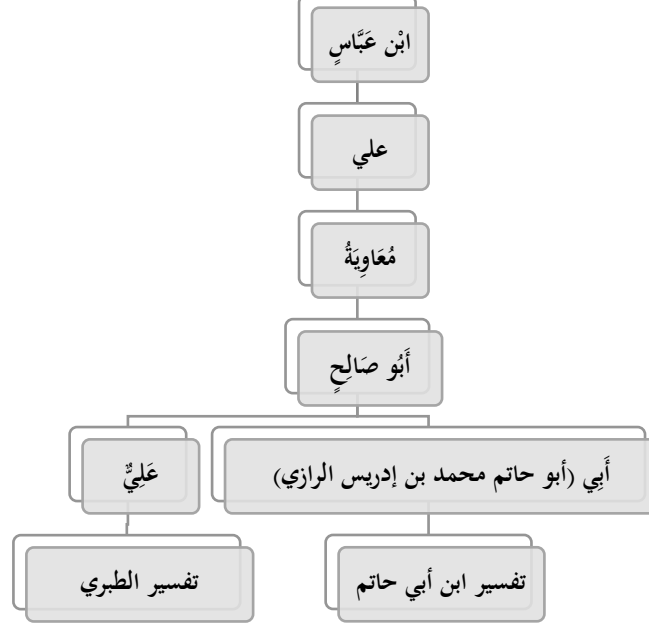 ابْن عَبَّاسٍ
علي
مُعَاوِيَةُ
أَبُو صَالِحٍ
أَبِي (أبو حاتم محمد بن إدريس الرازي)
عَلِيٌّ
تفسير ابن أبي حاتم
تفسير الطبري